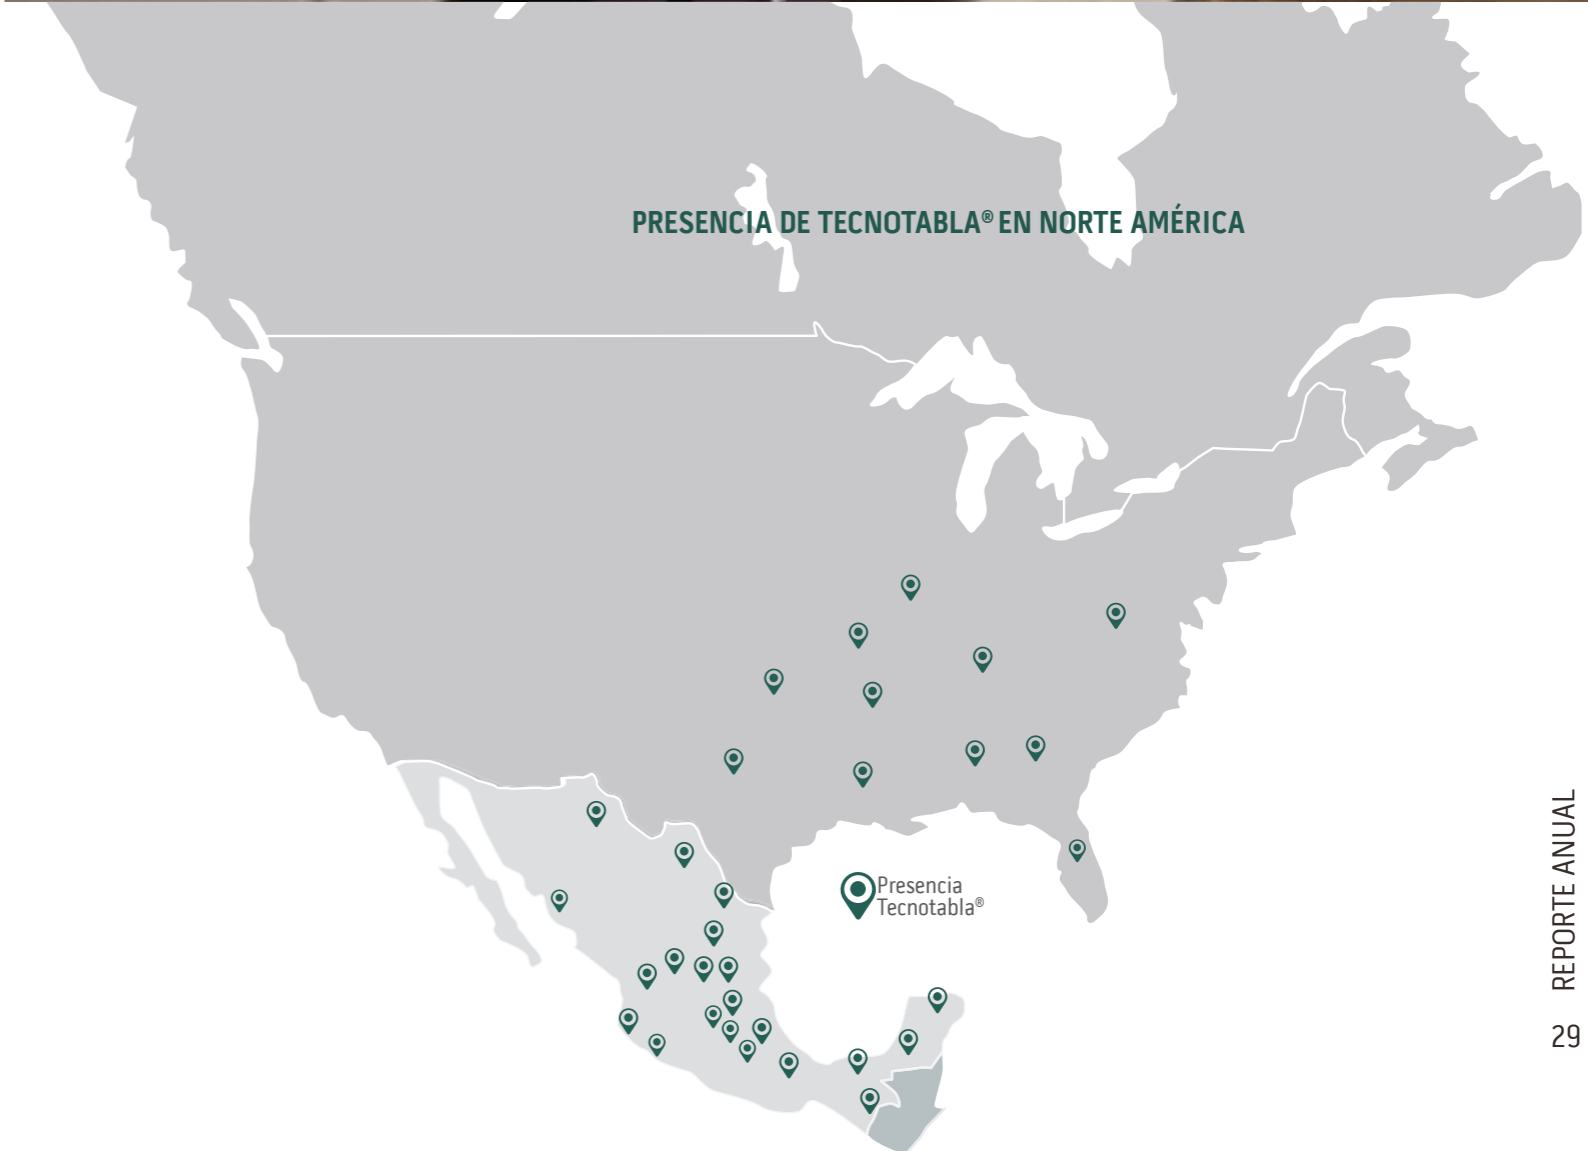 PRESENCIA DE TECNOTABLA® EN NORTE AMÉRICA
Presencia
Tecnotabla®
REPORTE ANUAL
29